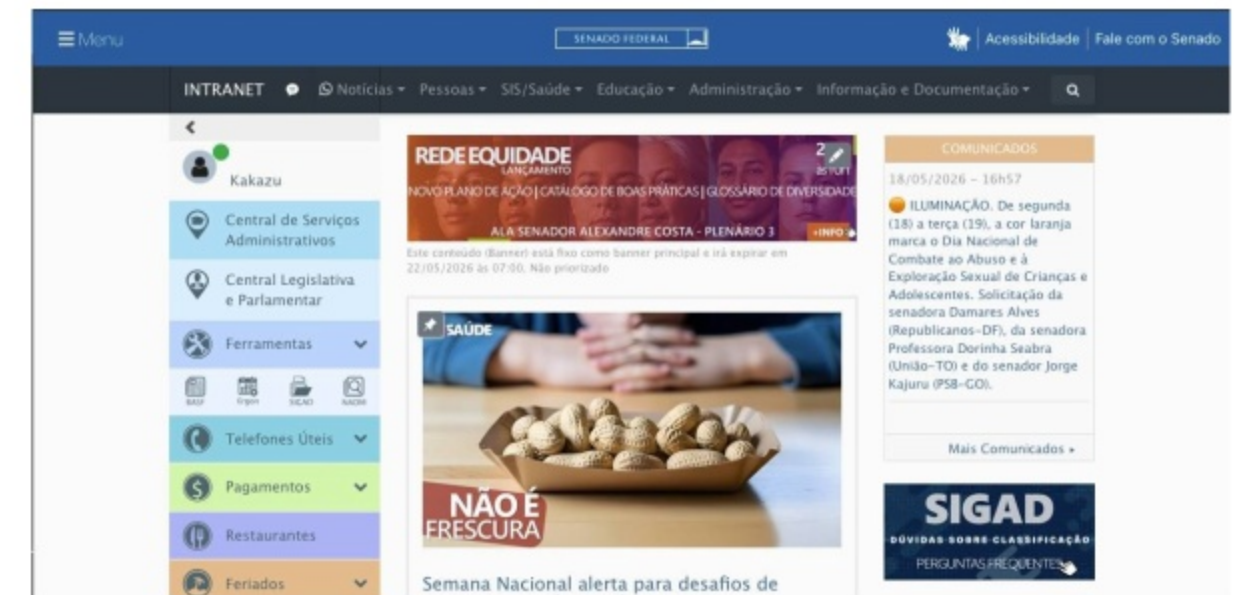 Menu
SENADO FEDERAL
Acessibilidade
Fale com o Senado
INTRANET
Notícias
Pessoas
SIS/Saúde
Educação
Administração
Informação e Documentação
Kakazu
Central de Serviços
Administrativos
Central Legislativa
e Parlamentar
Ferramentas
SIGAD
Telefones Úteis
Pagamentos
Restaurantes
Feriados
REDE EQUIDADE
LANÇAMENTO
NOVO PLANO DE AÇÃO | CATÁLOGO DE BOAS PRÁTICAS | GLOSSÁRIO DE DIVERSIDADE
ALA SENADOR ALEXANDRE COSTA - PLENÁRIO 3
+INFO
Este conteúdo (Banner) está fixo como banner principal e irá expirar em
22/05/2026 às 07:00. Não priorizado
SAÚDE
NÃO É
FRESCURA
Semana Nacional alerta para desafios de
COMUNICADOS
18/05/2026 - 16h57
ILUMINAÇÃO. De segunda
(18) a terça (19), a cor laranja
marca o Dia Nacional de
Combate ao Abuso e à
Exploração Sexual de Crianças e
Adolescentes. Solicitação da
senadora Damares Alves
(Republicanos-DF), da senadora
Professora Dorinha Seabra
(União-TO) e do senador Jorge
Kajuru (PSB-GO).
Mais Comunicados
SIGAD
DÚVIDAS SOBRE CLASSIFICAÇÃO
PERGUNTAS FREQUENTES